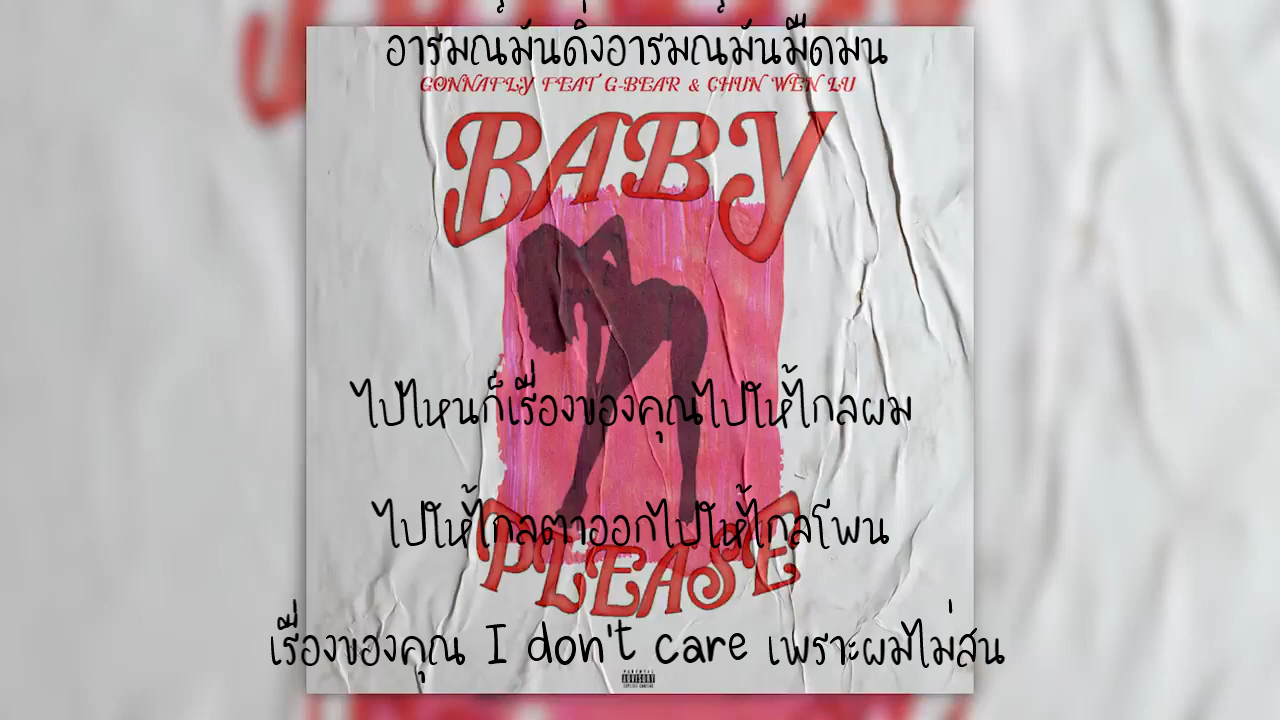 อารมณ์มันดิ่งอารมณ์มันมืดมน
GONNAFLY FEAT G-BEAR & CHUN WEN LU
BABY
ไปไหนก็เรื่องของคุณไปให้ไกลผม
ไปให้ไกลตาออกไปให้ไกลโพน
PLEASE
เรื่องของคุณ I don't care เพราะผมไม่สน
PARENTAL
ADVISORY
EXPLICIT CONTENT